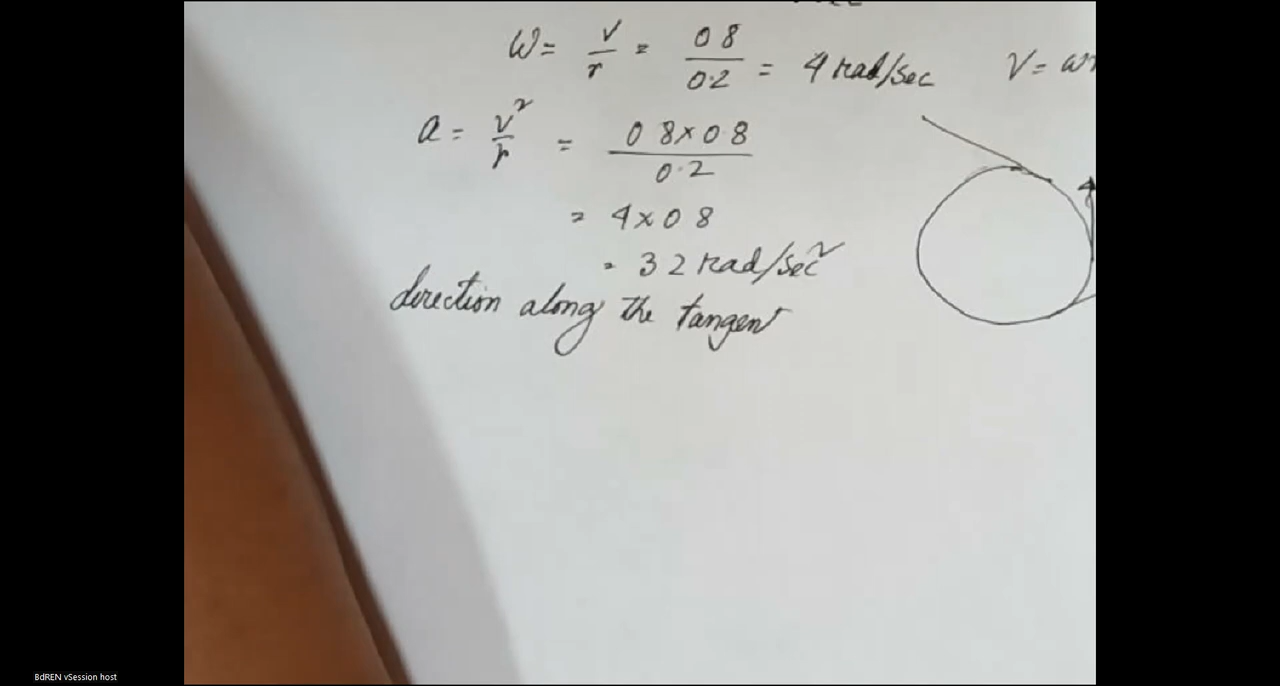 ω = v/r = 0 8/0.2 = 4 rad/sec V = ωr
a = v²/r = 0 8×0.8/0.2
= 4×0 8
= 3 2 rad/sec²
direction along the tangent
BdREN vSession host